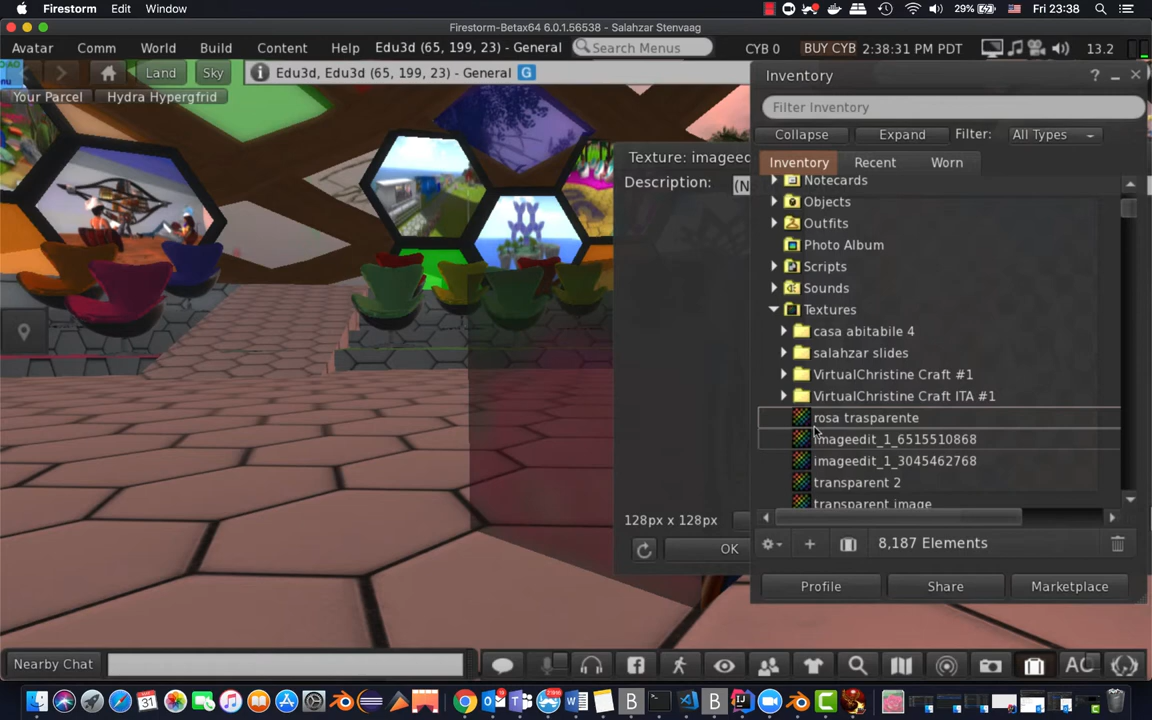 Firestorm Edit Window 29% Fri 23:38
Firestorm-Betax64 6.0.1.56538 - Salahzar Stenvaag
Avatar Comm World Build Content Help Edu3d (65, 199, 23) - General Search Menus CYB 0 BUY CYB 2:38:31 PM PDT 13.2
Land Sky Edu3d, Edu3d (65, 199, 23) - General G
Your Parcel Hydra Hypergfrid
Texture: imageed
Description: (N
128px x 128px
OK
Inventory ?
Filter Inventory
Collapse Expand Filter: All Types
Inventory Recent Worn
Notecards
Objects
Outfits
Photo Album
Scripts
Sounds
Textures
casa abitabile 4
salahzar slides
VirtualChristine Craft #1
VirtualChristine Craft ITA #1
rosa trasparente
imageedit_1_6515510868
imageedit_1_3045462768
transparent 2
transparent image
8,187 Elements
Profile Share Marketplace
Nearby Chat AO